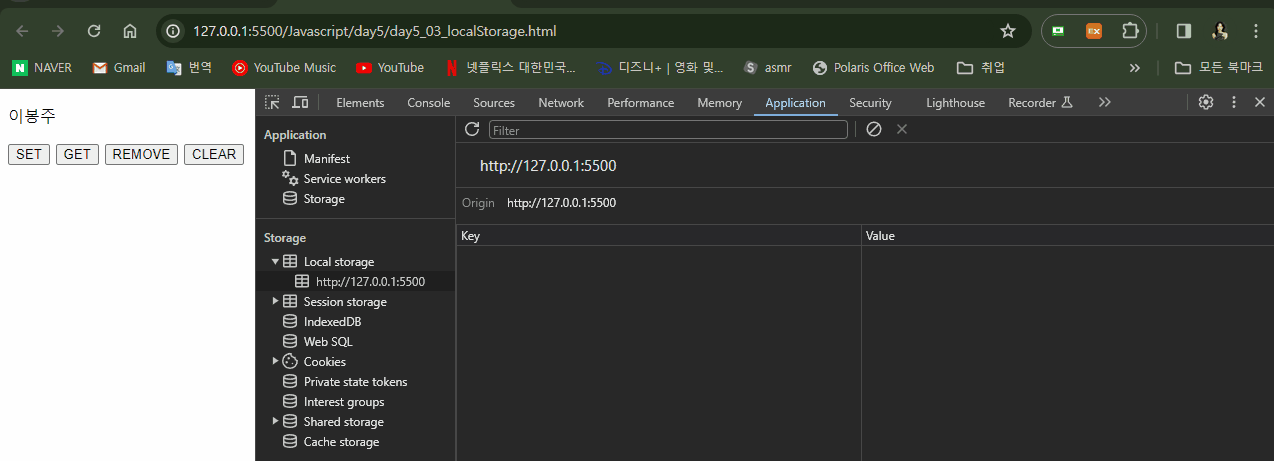 127.0.0.1:5500/Javascript/day5/day5_03_localStorage.html
NAVER Gmail 번역 YouTube Music YouTube 넷플릭스 대한민국... 디즈니+ | 영화 및... asmr Polaris Office Web 취업 » 모든 북마크
이봉주
SET GET REMOVE CLEAR
Elements Console Sources Network Performance Memory Application Security Lighthouse Recorder
Application
Manifest
Service workers
Storage
Storage
Local storage
http://127.0.0.1:5500
Session storage
IndexedDB
Web SQL
Cookies
Private state tokens
Interest groups
Shared storage
Cache storage
Filter
http://127.0.0.1:5500
Origin http://127.0.0.1:5500
Key Value